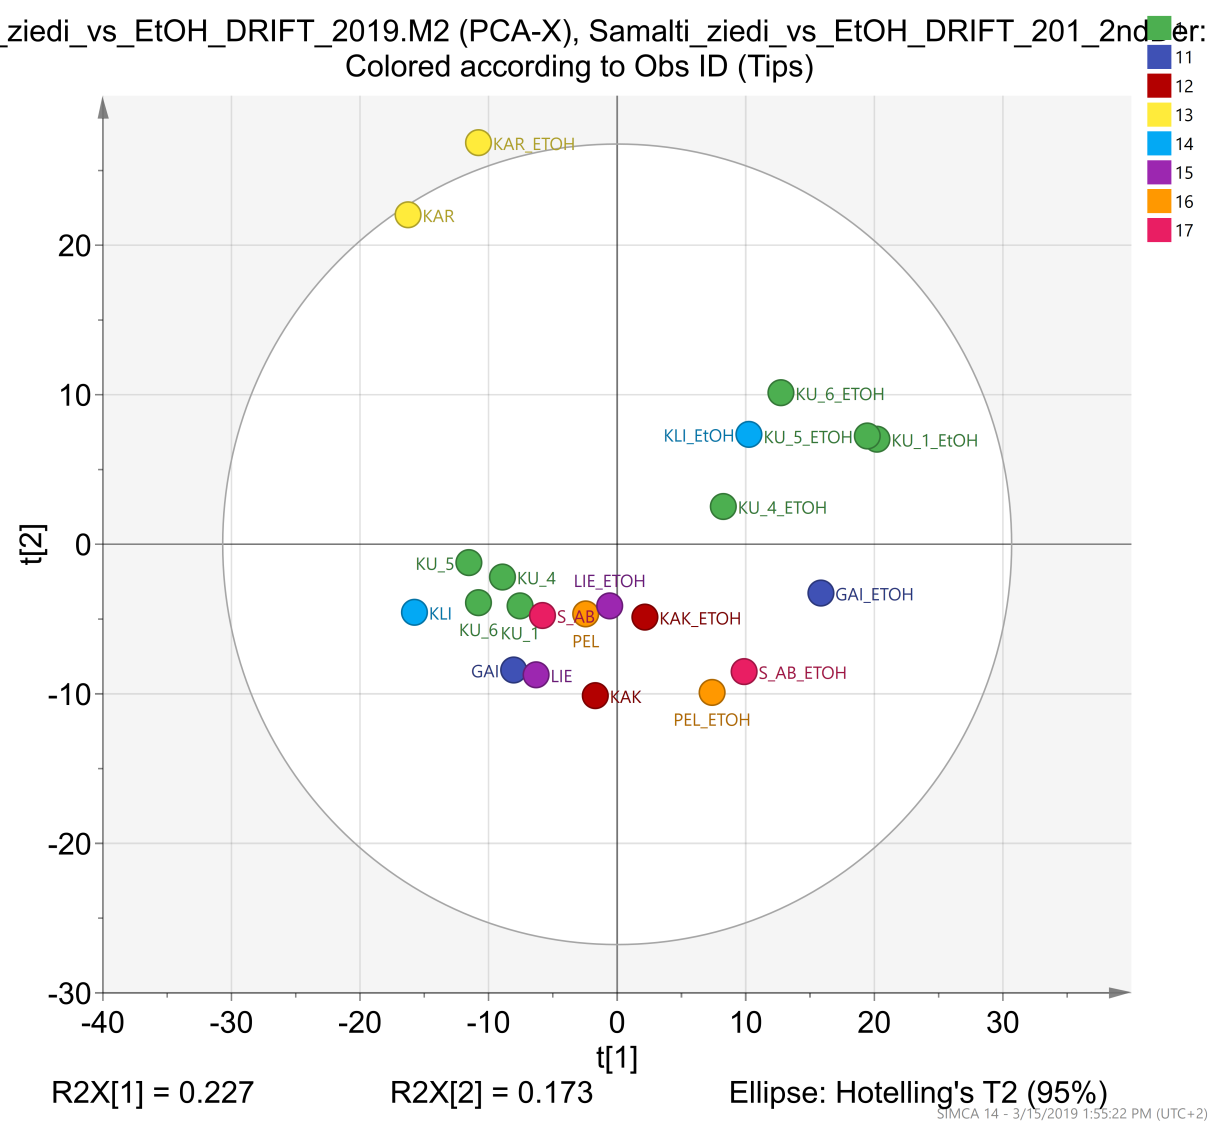 _ziedi_vs_EtOH_DRIFT_2019.M2 (PCA-X), Samalti_ziedi_vs_EtOH_DRIFT_201_2nd
Colored according to Obs ID (Tips)
11
12
13
14
15
16
17
KAR_ETOH
KAR
20
10
KU_6_ETOH
KLI_EtOH
KU_5_ETOH
KU_1_EtOH
KU_4_ETOH
t[2]
0
KU_5
KU_4
LIE_ETOH
GAI_ETOH
KLI
KU_6
KU_1
S_AB
PEL
KAK_ETOH
GAI
LIE
S_AB_ETOH
-10
KAK
PEL_ETOH
-20
-30
-40 -30 -20 -10 0 10 20 30
t[1]
R2X[1] = 0.227 R2X[2] = 0.173 Ellipse: Hotelling's T2 (95%)
SIMCA 14 - 3/15/2019 1:55:22 PM (UTC+2)